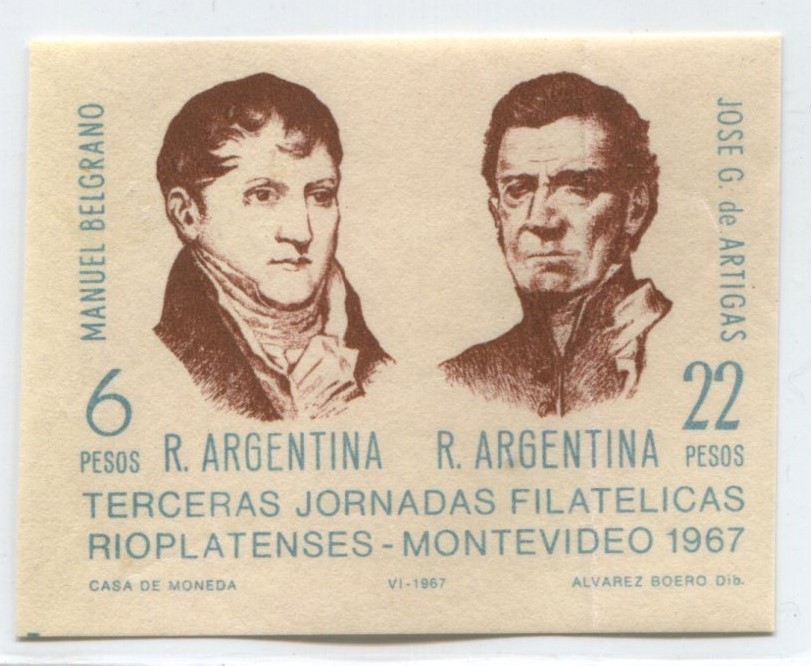 MANUEL BELGRANO
JOSE G. de ARTIGAS
6
PESOS
R. ARGENTINA
R. ARGENTINA
22
PESOS
TERCERAS JORNADAS FILATELICAS
RIOPLATENSES - MONTEVIDEO 1967
CASA DE MONEDA
VI-1967
ALVAREZ BOERO Dib.